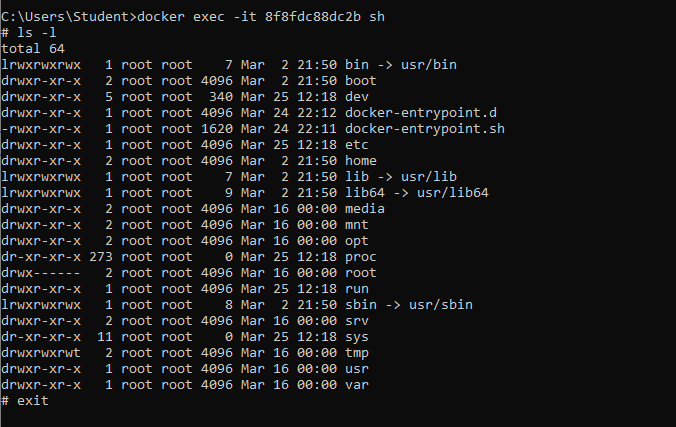 C:\Users\Student>docker exec -it 8f8fdc88dc2b sh
# ls -l
total 64
lrwxrwxrwx   1 root root    7 Mar  2 21:50 bin -> usr/bin
drwxr-xr-x   2 root root 4096 Mar  2 21:50 boot
drwxr-xr-x   5 root root  340 Mar 25 12:18 dev
drwxr-xr-x   1 root root 4096 Mar 24 22:12 docker-entrypoint.d
-rwxr-xr-x   1 root root 1620 Mar 24 22:11 docker-entrypoint.sh
drwxr-xr-x   1 root root 4096 Mar 25 12:18 etc
drwxr-xr-x   2 root root 4096 Mar  2 21:50 home
lrwxrwxrwx   1 root root    7 Mar  2 21:50 lib -> usr/lib
lrwxrwxrwx   1 root root    9 Mar  2 21:50 lib64 -> usr/lib64
drwxr-xr-x   2 root root 4096 Mar 16 00:00 media
drwxr-xr-x   2 root root 4096 Mar 16 00:00 mnt
drwxr-xr-x   2 root root 4096 Mar 16 00:00 opt
dr-xr-xr-x 273 root root    0 Mar 25 12:18 proc
drwx------   2 root root 4096 Mar 16 00:00 root
drwxr-xr-x   1 root root 4096 Mar 25 12:18 run
lrwxrwxrwx   1 root root    8 Mar  2 21:50 sbin -> usr/sbin
drwxr-xr-x   2 root root 4096 Mar 16 00:00 srv
dr-xr-xr-x  11 root root    0 Mar 25 12:18 sys
drwxrwxrwt   2 root root 4096 Mar 16 00:00 tmp
drwxr-xr-x   1 root root 4096 Mar 16 00:00 usr
drwxr-xr-x   1 root root 4096 Mar 16 00:00 var
# exit